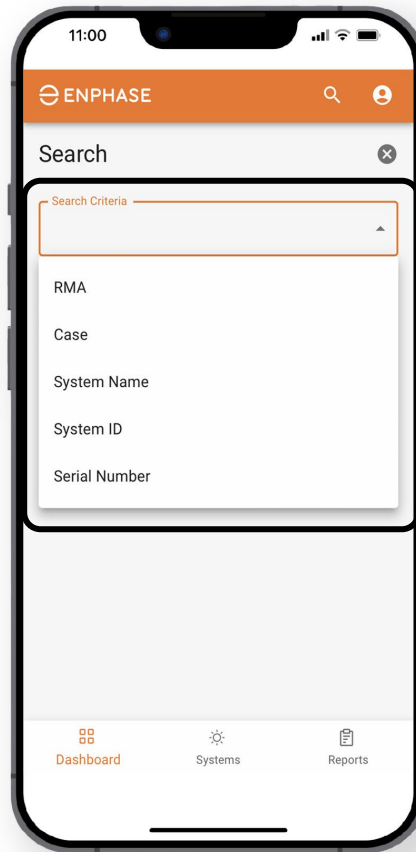 11:00
ENPHASE
Search
Search Criteria
RMA
Case
System Name
System ID
Serial Number
Dashboard Systems Reports